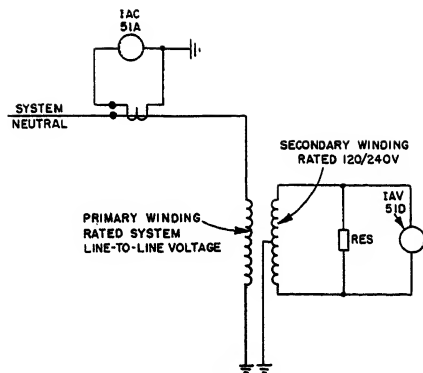 IAC
51A
SYSTEM
NEUTRAL
SECONDARY WINDING
RATED 120/240V
IAV
51D
PRIMARY WINDING
RATED SYSTEM
LINE-TO-LINE VOLTAGE
RES